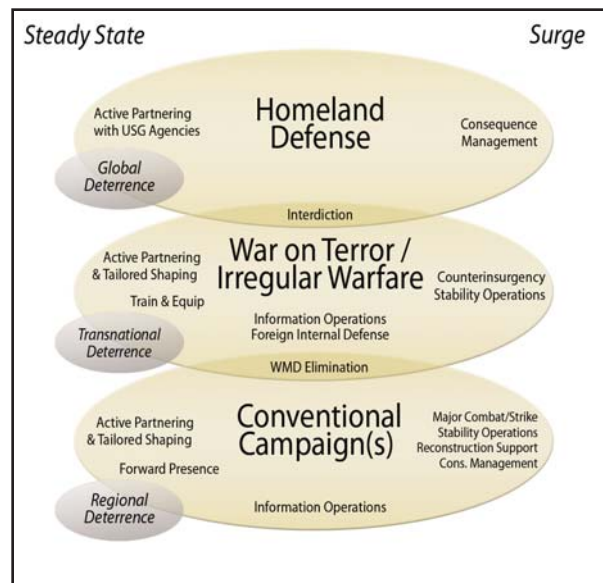 Steady State
Surge
Homeland
Defense
Active Partnering
with USG Agencies
Consequence
Management
Global
Deterrence
Interdiction
War on Terror /
Irregular Warfare
Active Partnering
& Tailored Shaping
Train & Equip
Counterinsurgency
Stability Operations
Information Operations
Foreign Internal Defense
Transnational
Deterrence
WMD Elimination
Conventional
Campaign(s)
Active Partnering
& Tailored Shaping
Forward Presence
Major Combat/Strike
Stability Operations
Reconstruction Support
Cons. Management
Regional
Deterrence
Information Operations